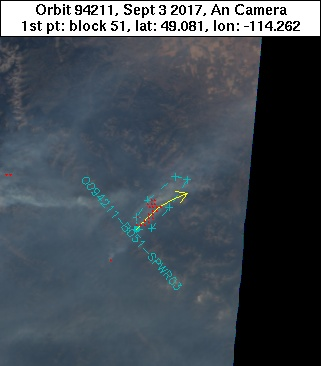 Orbit 94211, Sept 3 2017, An Camera
1st pt: block 51, lat: 49.081, lon: -114.262
O094211-B051-SPWR03